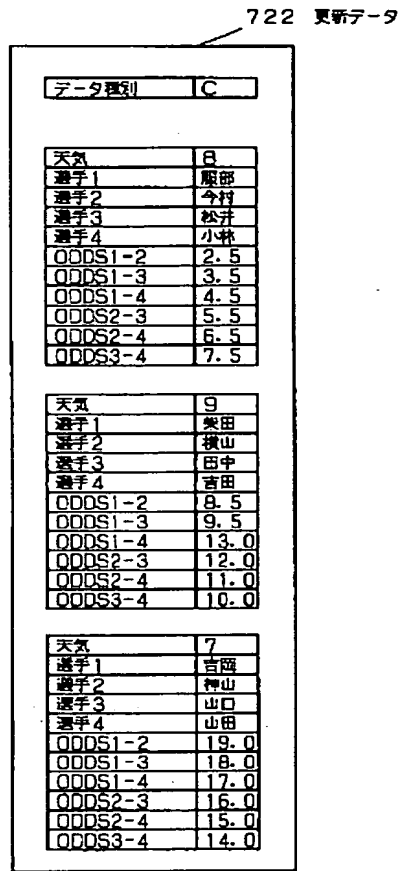 722 更新データ
データ種別 C
天気 8
選手1 服部
選手2 今村
選手3 松井
選手4 小林
ODDS1-2 2.5
ODDS1-3 3.5
ODDS1-4 4.5
ODDS2-3 5.5
ODDS2-4 6.5
ODDS3-4 7.5
天気 9
選手1 柴田
選手2 横山
選手3 田中
選手4 吉田
ODDS1-2 8.5
ODDS1-3 9.5
ODDS1-4 13.0
ODDS2-3 12.0
ODDS2-4 11.0
ODDS3-4 10.0
天気 7
選手1 吉岡
選手2 神山
選手3 山口
選手4 山田
ODDS1-2 19.0
ODDS1-3 18.0
ODDS1-4 17.0
ODDS2-3 16.0
ODDS2-4 15.0
ODDS3-4 14.0